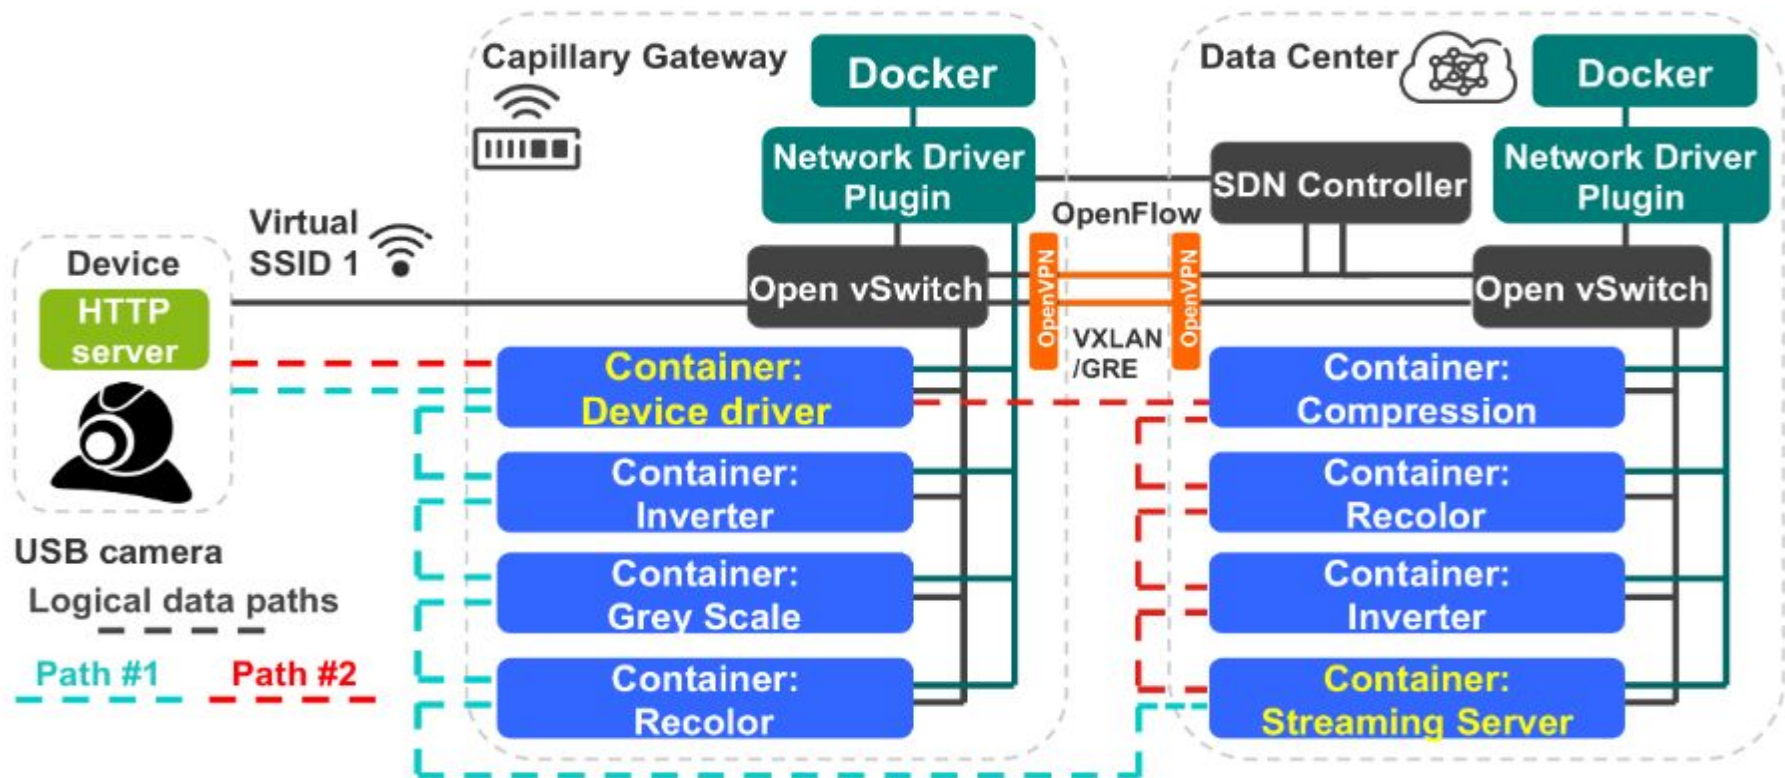 Capillary Gateway
Docker
Network Driver
Plugin
Open vSwitch
Data Center
Docker
SDN Controller
Network Driver
Plugin
OpenFlow
OpenVPN
OpenVPN
VXLAN
/GRE
Open vSwitch
Virtual
SSID 1
Device
HTTP
server
USB camera
Logical data paths
Path #1
Path #2
Container:
Device driver
Container:
Inverter
Container:
Grey Scale
Container:
Recolor
Container:
Compression
Container:
Recolor
Container:
Inverter
Container:
Streaming Server